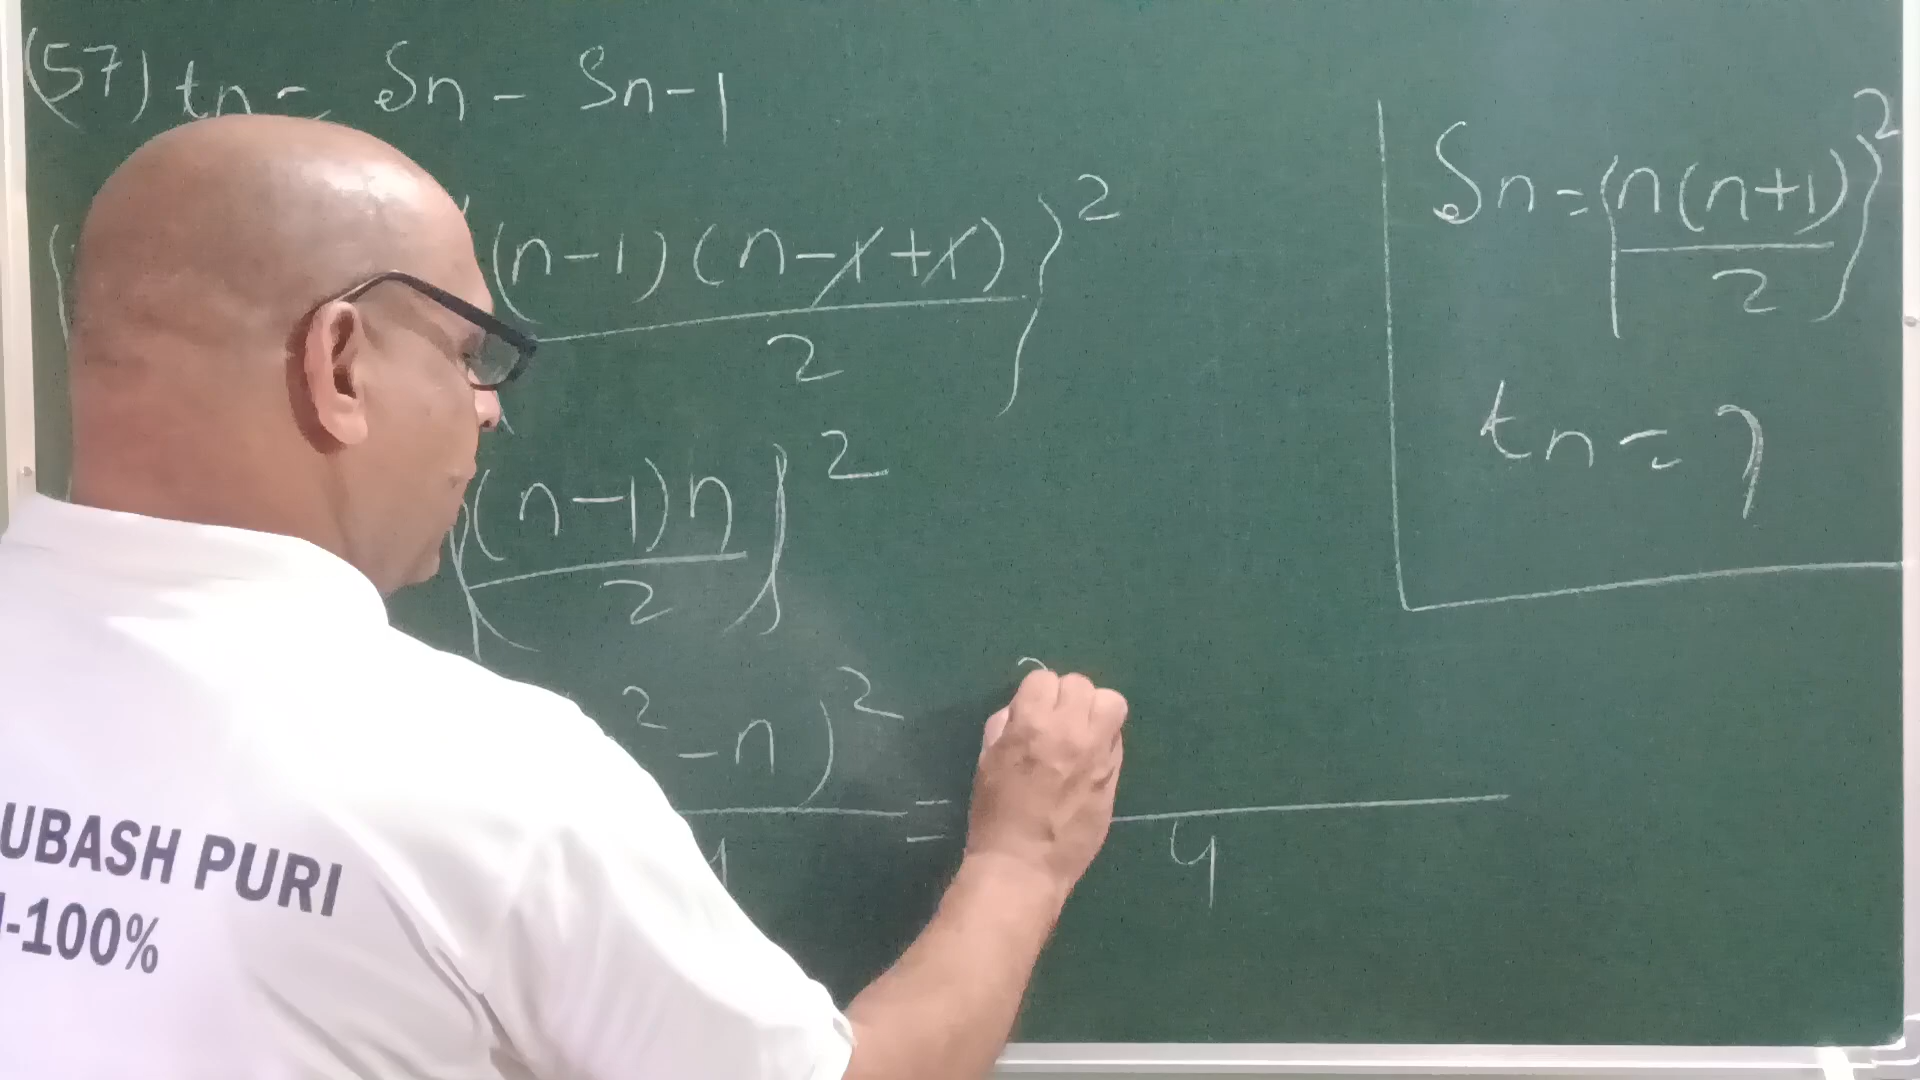 (57) tn = Sn - Sn-1
(n-1)(n-1+1)}²
2
Sn = {n(n+1)}²
2
tn = ?
{(n-1)n}²
2
² - n)²
=
4
UBASH PURI
-100%